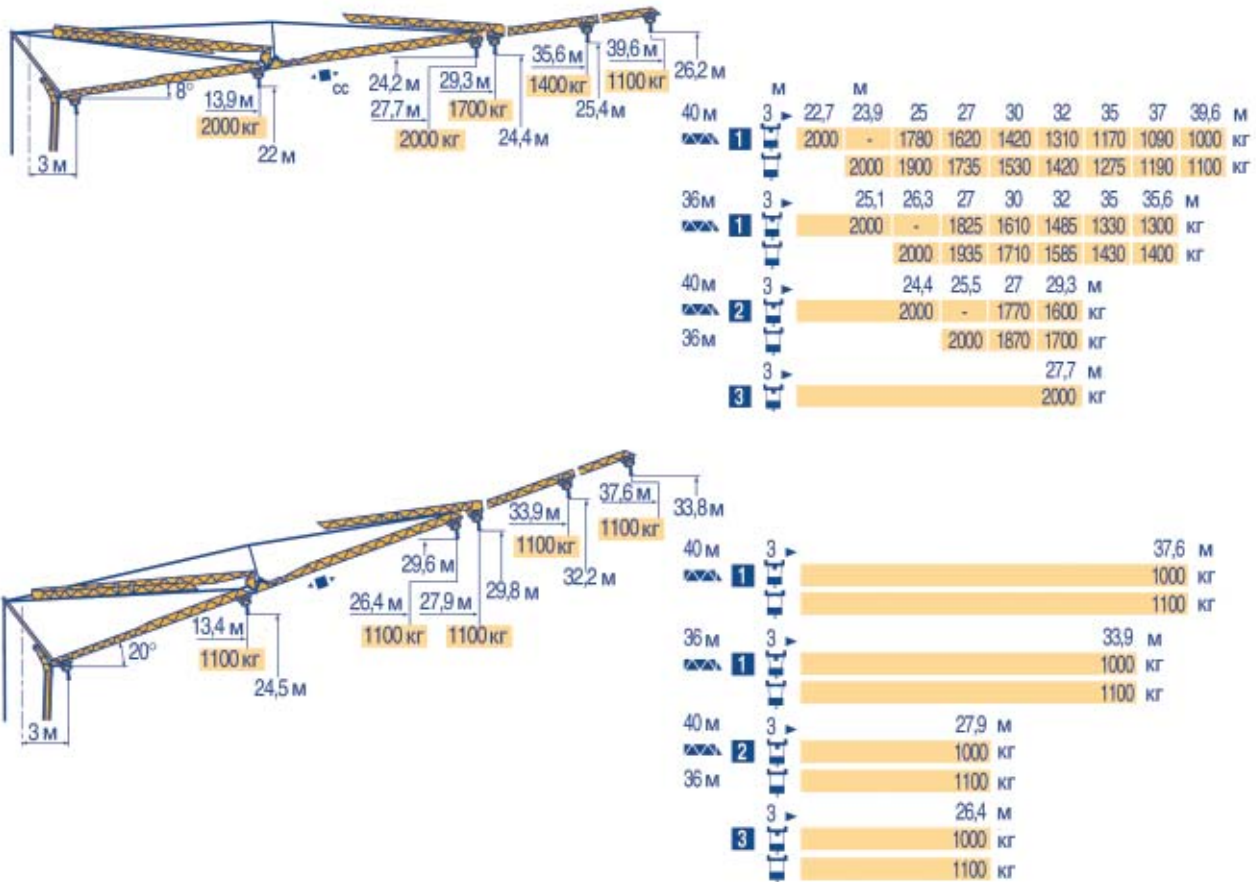 35,6 м 39,6 м
24,2 м 29,3 м 1400 кг 1100 кг 26,2 м
8° 13,9 м cc 27,7 м 1700 кг 25,4 м
2000 кг 2000 кг 24,4 м
3 м 22 м
м м
40 м 3 22,7 23,9 25 27 30 32 35 37 39,6 м
1 2000 - 1780 1620 1420 1310 1170 1090 1000 кг
2000 1900 1735 1530 1420 1275 1190 1100 кг
36 м 3 25,1 26,3 27 30 32 35 35,6 м
1 2000 - 1825 1610 1485 1330 1300 кг
2000 1935 1710 1585 1430 1400 кг
40 м 3 24,4 25,5 27 29,3 м
2 2000 - 1770 1600 кг
36 м 2000 1870 1700 кг
3 27,7 м
3 2000 кг
33,9 м 37,6 м 33,8 м
1100 кг 1100 кг
29,6 м 29,8 м 32,2 м
13,4 м 26,4 м 27,9 м
20° 1100 кг 1100 кг 1100 кг
24,5 м
3 м
40 м 3 37,6 м
1 1000 кг
1100 кг
36 м 3 33,9 м
1 1000 кг
1100 кг
40 м 3 27,9 м
2 1000 кг
36 м 1100 кг
3 26,4 м
3 1000 кг
1100 кг